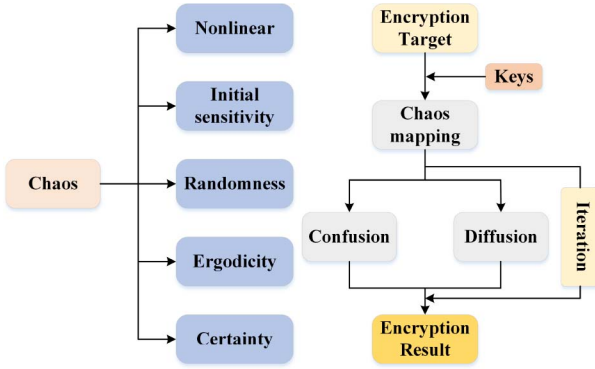 Chaos
Nonlinear
Initial
sensitivity
Randomness
Ergodicity
Certainty
Encryption
Target
Keys
Chaos
mapping
Confusion
Diffusion
Iteration
Encryption
Result